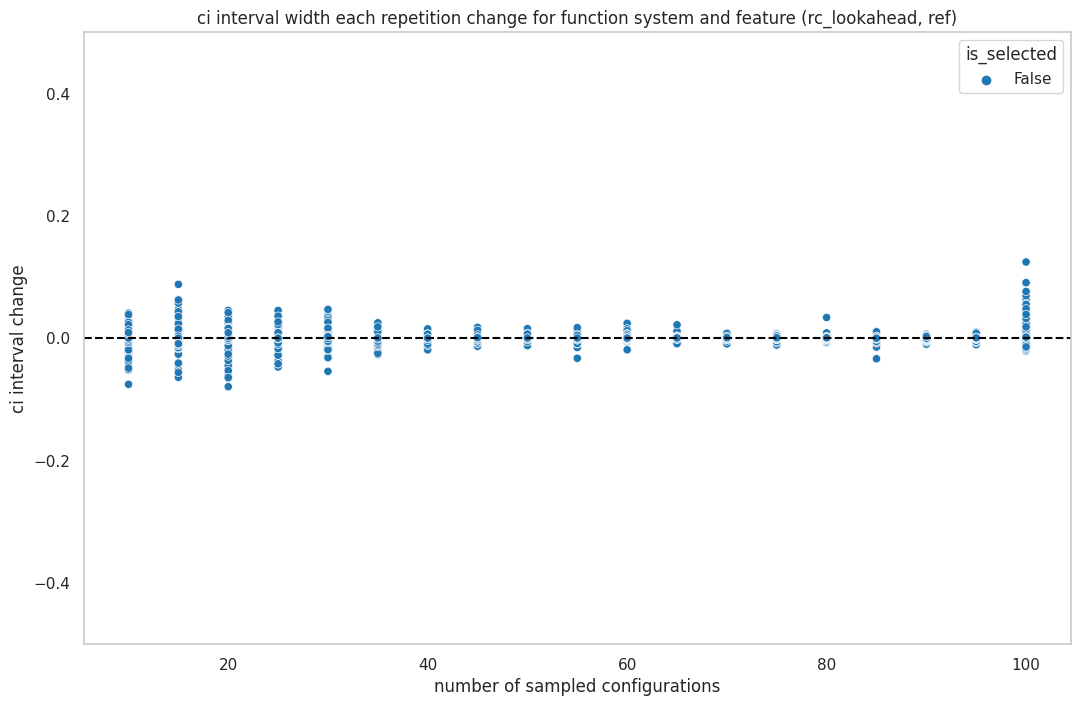 ci interval width each repetition change for function system and feature (rc_lookahead, ref)
is_selected
False
0.4
0.2
0.0
−0.2
−0.4
ci interval change
20
40
60
80
100
number of sampled configurations